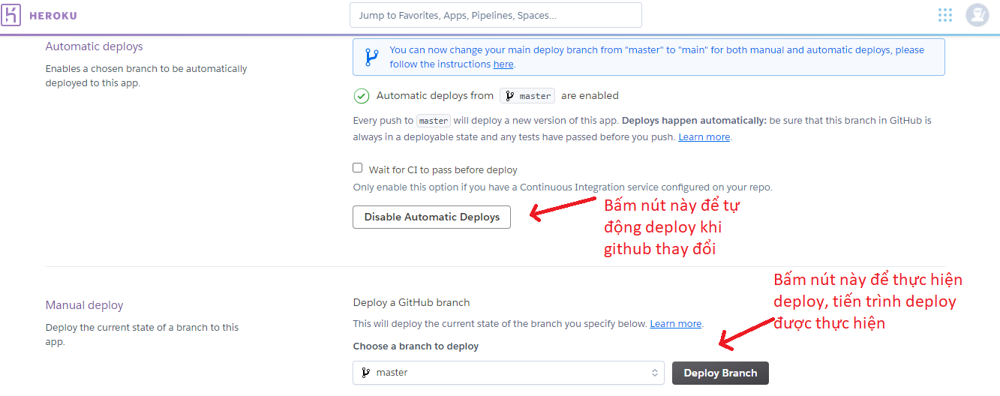 HEROKU
Jump to Favorites, Apps, Pipelines, Spaces...
Automatic deploys
Enables a chosen branch to be automatically
deployed to this app.
You can now change your main deploy branch from "master" to "main" for both manual and automatic deploys, please
follow the instructions here.
Automatic deploys from master are enabled
Every push to master will deploy a new version of this app. Deploys happen automatically: be sure that this branch in GitHub is
always in a deployable state and any tests have passed before you push. Learn more.
Wait for CI to pass before deploy
Only enable this option if you have a Continuous Integration service configured on your repo.
Disable Automatic Deploys
Bấm nút này để tự
động deploy khi
github thay đổi
Manual deploy
Deploy the current state of a branch to this
app.
Deploy a GitHub branch
This will deploy the current state of the branch you specify below. Learn more.
Choose a branch to deploy
master
Deploy Branch
Bấm nút này để thực hiện
deploy, tiến trình deploy
được thực hiện